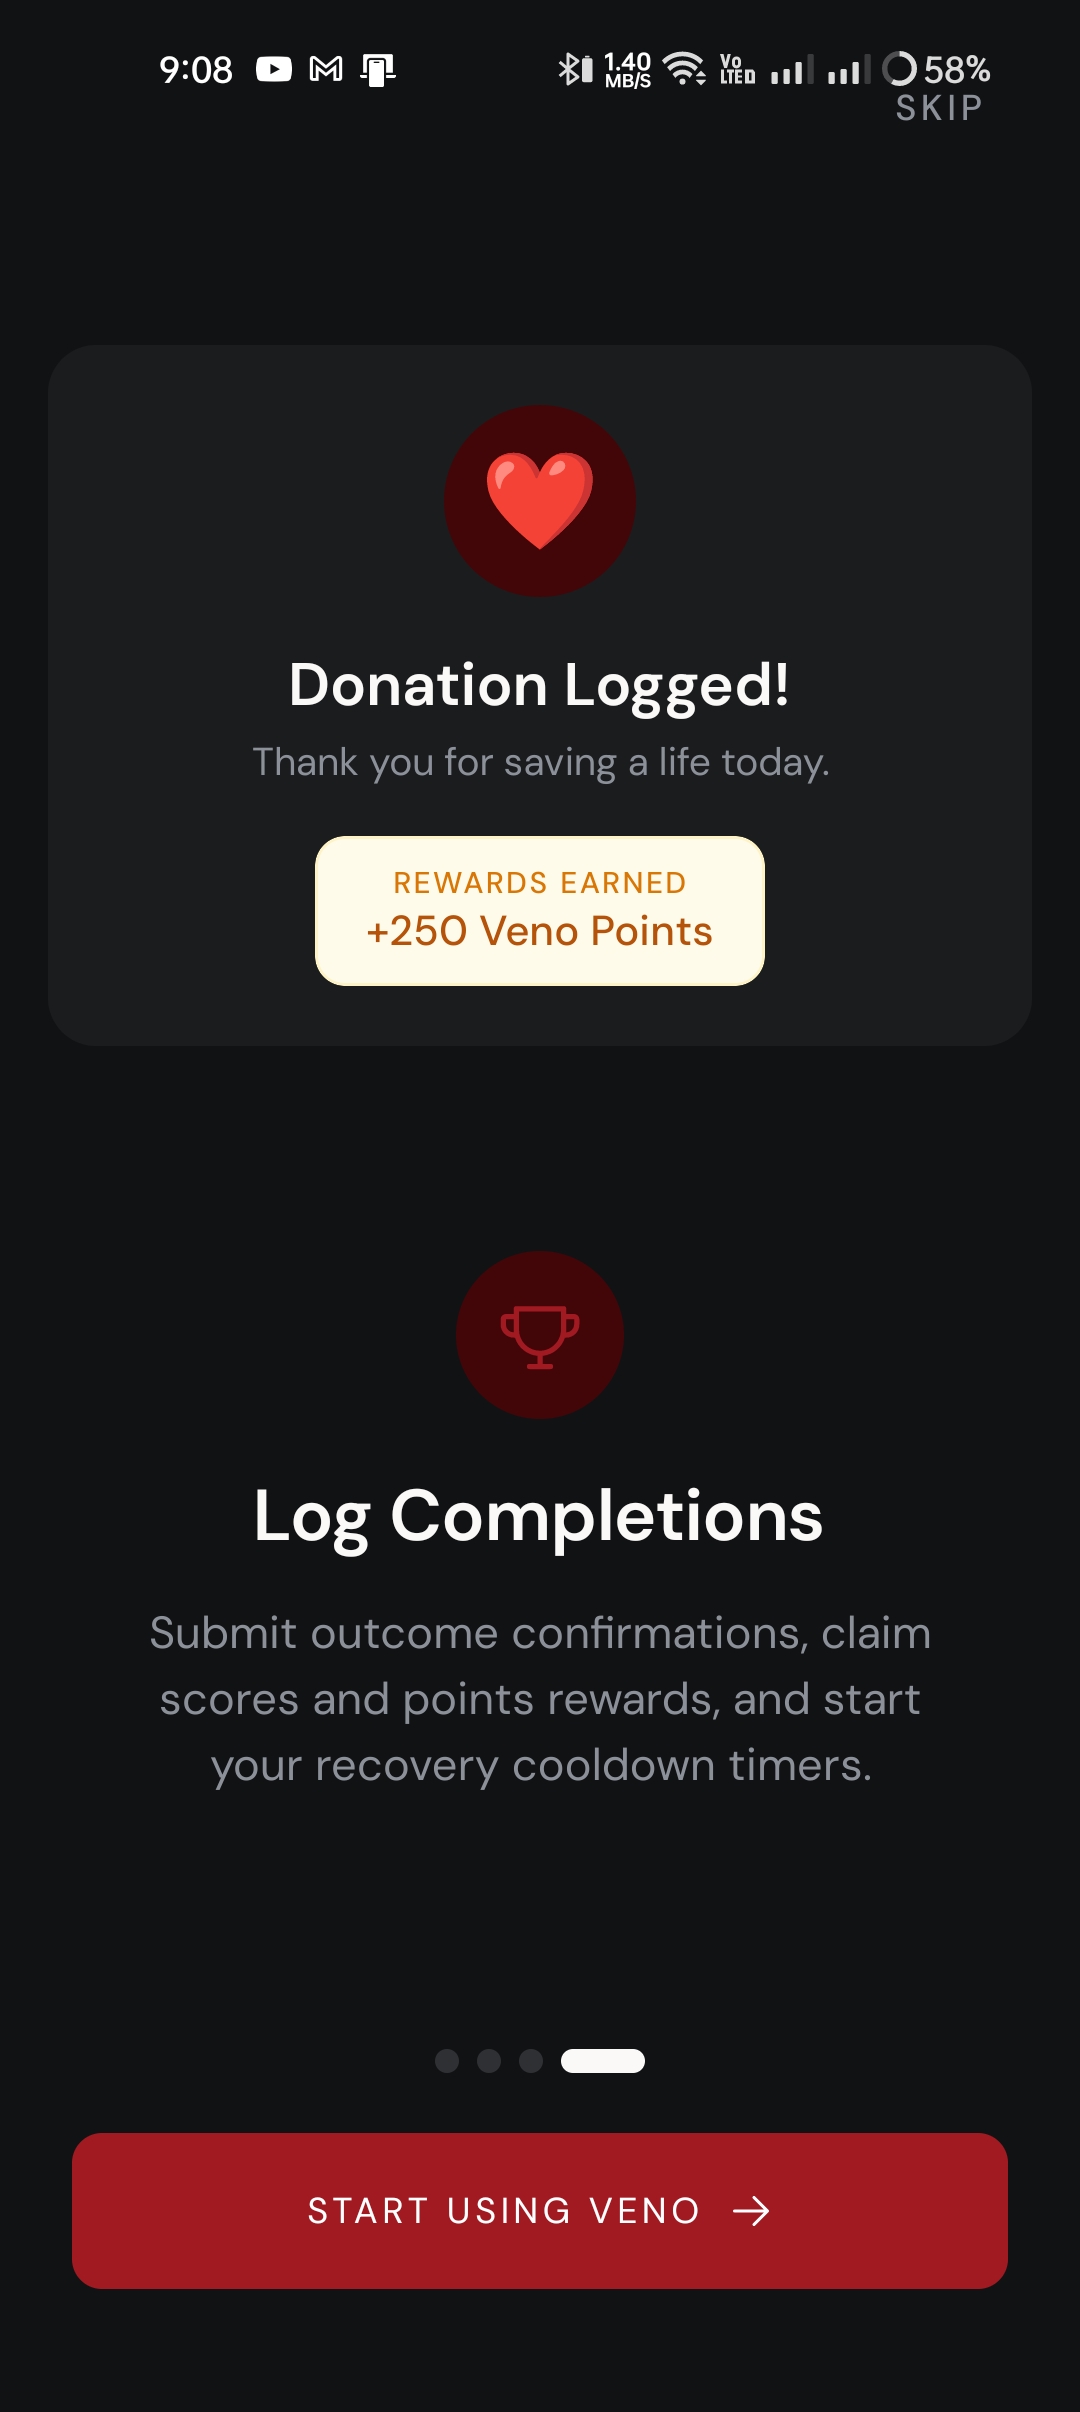 9:08
1.40
MB/S
Vo
LTED
58%
SKIP
Donation Logged!
Thank you for saving a life today.
REWARDS EARNED
+250 Veno Points
Log Completions
Submit outcome confirmations, claim
scores and points rewards, and start
your recovery cooldown timers.
START USING VENO